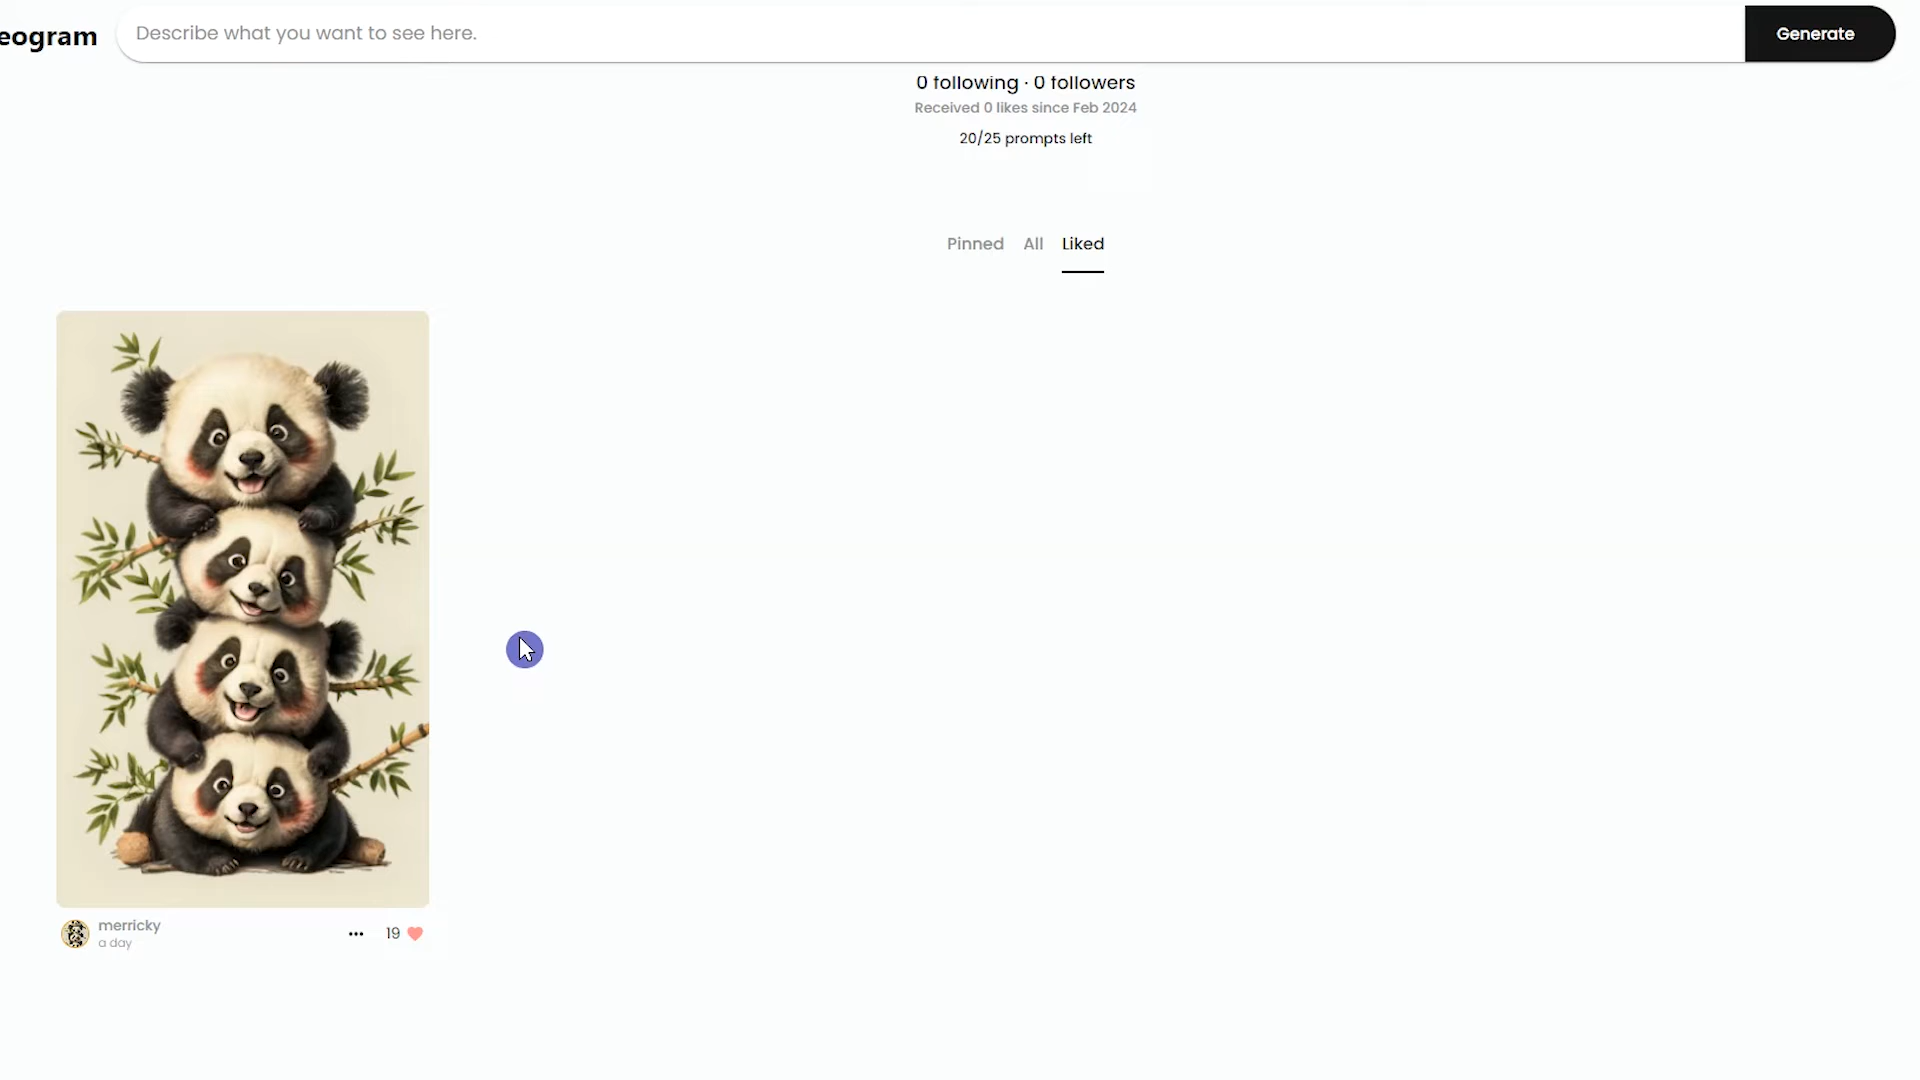 eogram
Describe what you want to see here.
Generate
0 following · 0 followers
Received 0 likes since Feb 2024
20/25 prompts left
Pinned All Liked
merricky
a day
••• 19